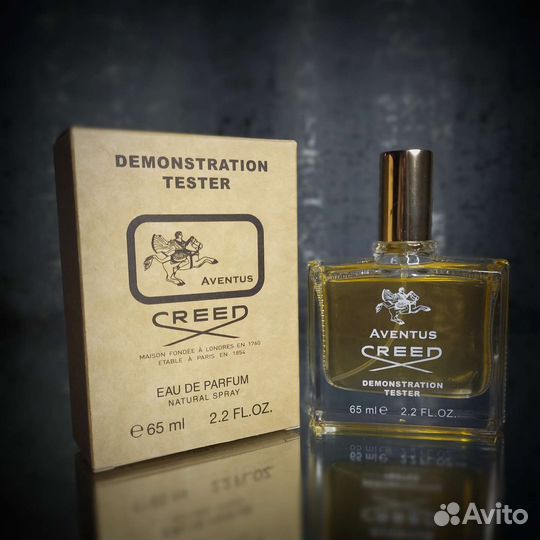 DEMONSTRATION
TESTER
AVENTUS
CREED
MAISON FONDÉE À LONDRES EN 1760
ETABLE À PARIS EN 1854
EAU DE PARFUM
NATURAL SPRAY
e 65 ml 2.2 FL.OZ.
AVENTUS
CREED
DEMONSTRATION
TESTER
65 ml e 2.2 FL.OZ.
Avito